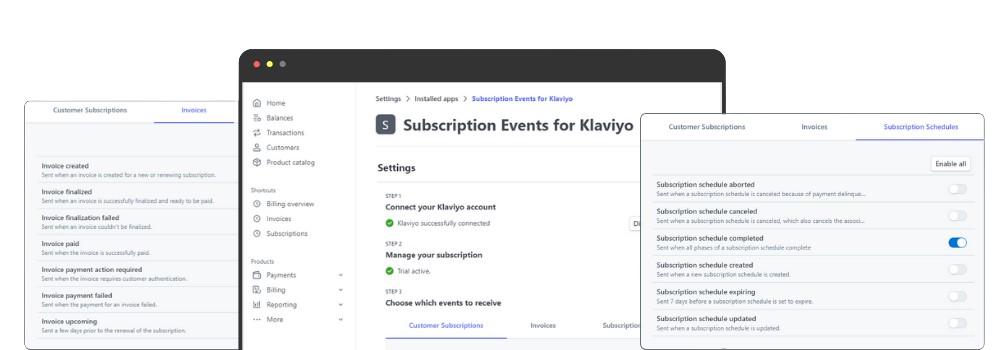 Customer Subscriptions Invoices
Invoice created
Sent when an invoice is created for a new or renewing subscription.
Invoice finalized
Sent when an invoice is successfully finalized and ready to be paid.
Invoice finalization failed
Sent when an invoice couldn't be finalized.
Invoice paid
Sent when the invoice is successfully paid.
Invoice payment action required
Sent when the invoice requires customer authentication.
Invoice payment failed
Sent when the payment for an invoice failed.
Invoice upcoming
Sent a few days prior to the renewal of the subscription.
Home
Balances
Transactions
Customers
Product catalog
Shortcuts
Billing overview
Invoices
Subscriptions
Products
Payments
Billing
Reporting
More
Settings > Installed apps > Subscription Events for Klaviyo
S Subscription Events for Klaviyo
Settings
STEP 1
Connect your Klaviyo account
Klaviyo successfully connected Di
STEP 2
Manage your subscription
Trial active.
STEP 3
Choose which events to receive
Customer Subscriptions Invoices Subscription
Customer Subscriptions Invoices Subscription Schedules
Enable all
Subscription schedule aborted
Sent when a subscription schedule is canceled because of payment delinque...
Subscription schedule canceled
Sent when a subscription schedule is canceled, which also cancels the associ...
Subscription schedule completed
Sent when all phases of a subscription schedule complete
Subscription schedule created
Sent when a new subscription schedule is created.
Subscription schedule expiring
Sent 7 days before a subscription schedule is set to expire.
Subscription schedule updated
Sent when a subscription schedule is updated.